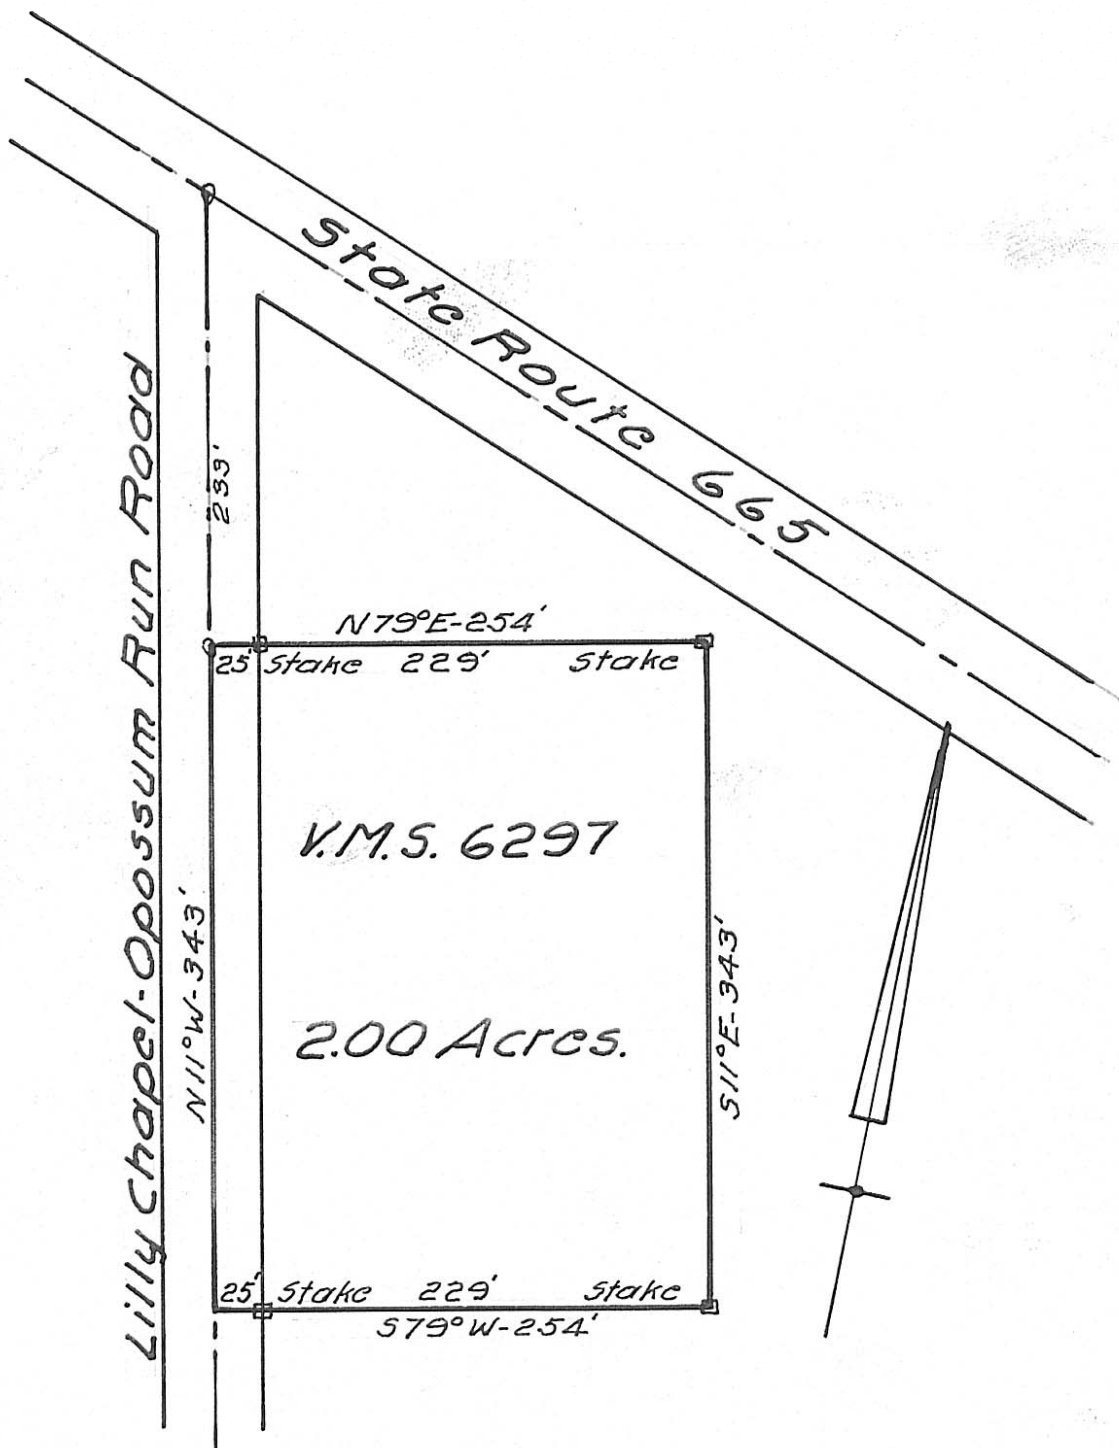 State Route 665
Lilly Chapel-Opossum Run Road
233'
N79°E-254'
25' Stake 229' Stake
V.M.S. 6297
2.00 Acres.
N11°W-343'
S11°E-343'
25' Stake 229' Stake
S79°W-254'